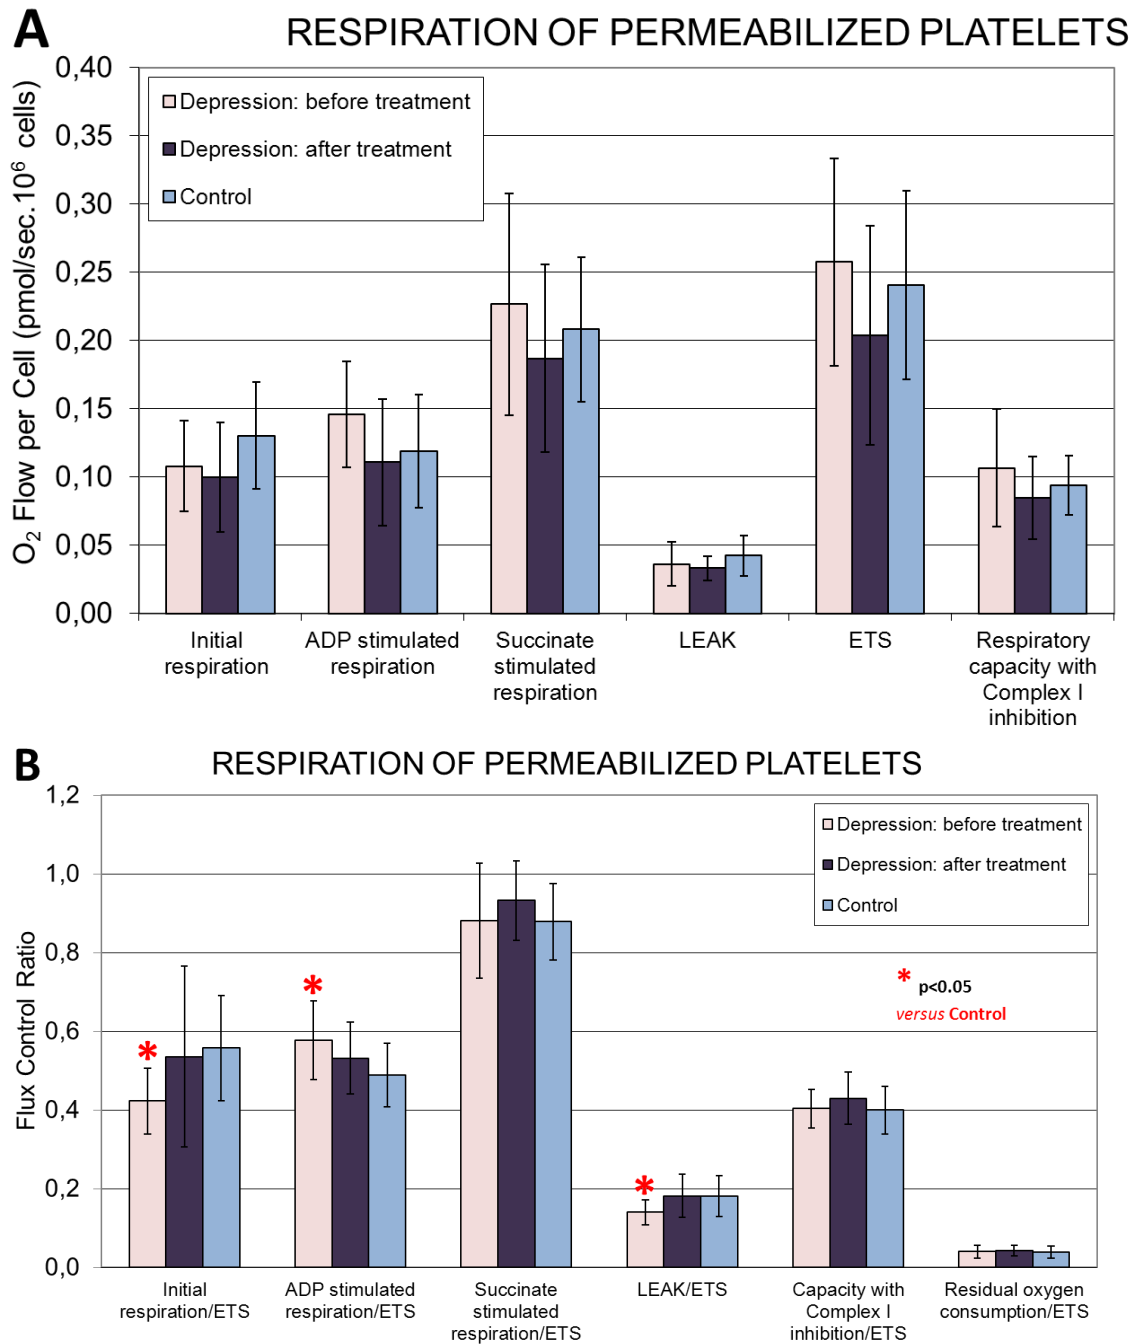 A
RESPIRATION OF PERMEABILIZED PLATELETS
O₂ Flow per Cell (pmol/sec.10⁶ cells)
0,40
0,35
0,30
0,25
0,20
0,15
0,10
0,05
0,00
Depression: before treatment
Depression: after treatment
Control
Initial
respiration
ADP stimulated
respiration
Succinate
stimulated
respiration
LEAK
ETS
Respiratory
capacity with
Complex I
inhibition
B
RESPIRATION OF PERMEABILIZED PLATELETS
Flux Control Ratio
1,2
1,0
0,8
0,6
0,4
0,2
0,0
Depression: before treatment
Depression: after treatment
Control
*
*
*
* p<0.05
versus Control
Initial
respiration/ETS
ADP stimulated
respiration/ETS
Succinate
stimulated
respiration/ETS
LEAK/ETS
Capacity with
Complex I
inhibition/ETS
Residual oxygen
consumption/ETS